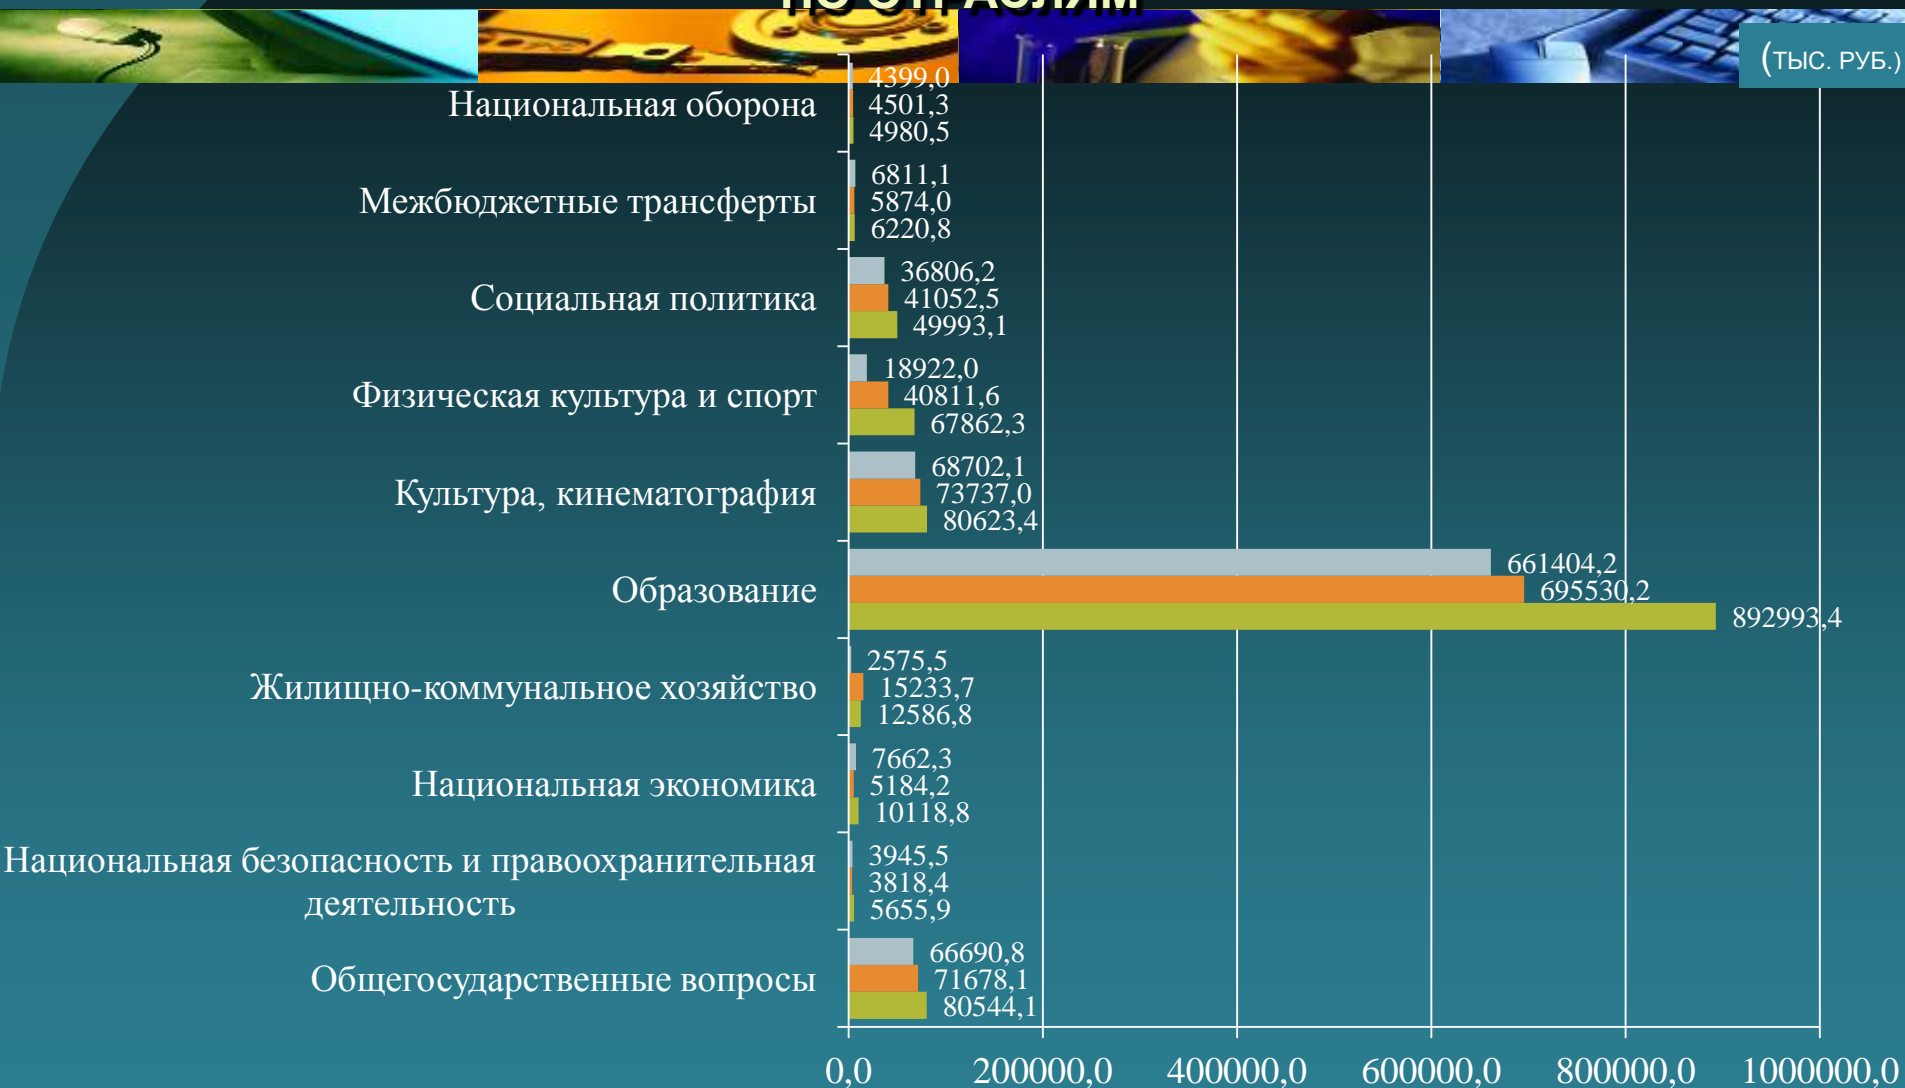 ПО ОТРАСЛЯМ
(ТЫС. РУБ.)
4399,0
Национальная оборона
4501,3
4980,5
6811,1
Межбюджетные трансферты
5874,0
6220,8
36806,2
Социальная политика
41052,5
49993,1
18922,0
Физическая культура и спорт
40811,6
67862,3
68702,1
Культура, кинематография
73737,0
80623,4
661404,2
Образование
695530,2
892993,4
2575,5
Жилищно-коммунальное хозяйство
15233,7
12586,8
7662,3
Национальная экономика
5184,2
10118,8
Национальная безопасность и правоохранительная
деятельность
3945,5
3818,4
5655,9
66690,8
Общегосударственные вопросы
71678,1
80544,1
0,0 200000,0 400000,0 600000,0 800000,0 1000000,0